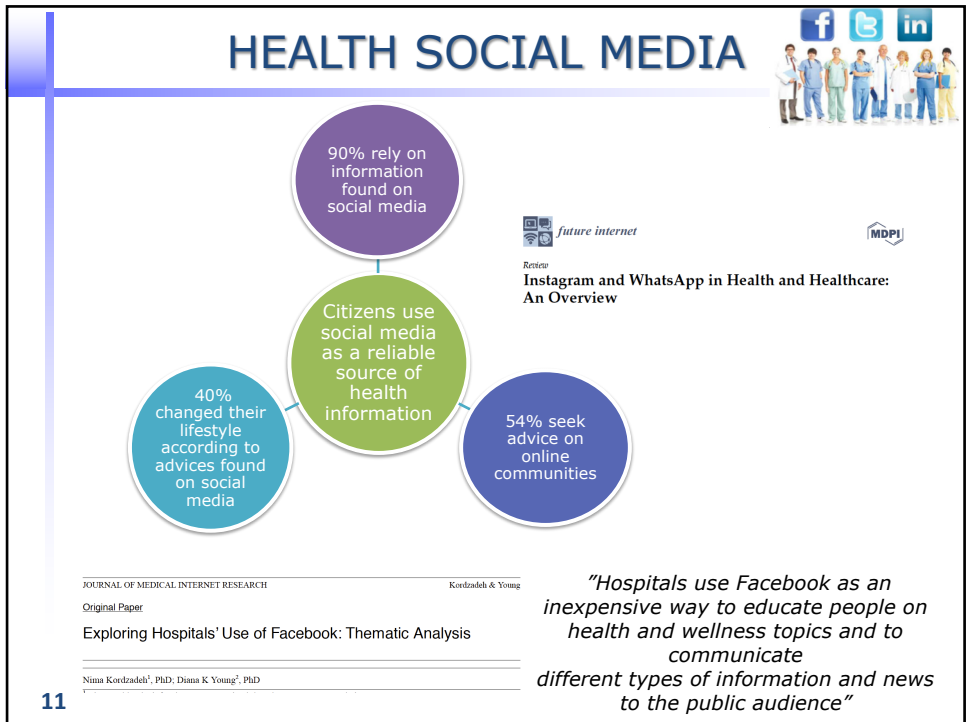 HEALTH SOCIAL MEDIA
f t in
90% rely on
information
found on
social media
Citizens use
social media
as a reliable
source of
health
information
40%
changed their
lifestyle
according to
advices found
on social
media
54% seek
advice on
online
communities
future internet
MDPI
Review
Instagram and WhatsApp in Health and Healthcare:
An Overview
JOURNAL OF MEDICAL INTERNET RESEARCH Kordzadeh & Young
Original Paper
Exploring Hospitals' Use of Facebook: Thematic Analysis
Nima Kordzadeh¹, PhD; Diana K Young², PhD
"Hospitals use Facebook as an
inexpensive way to educate people on
health and wellness topics and to
communicate
different types of information and news
to the public audience"
11